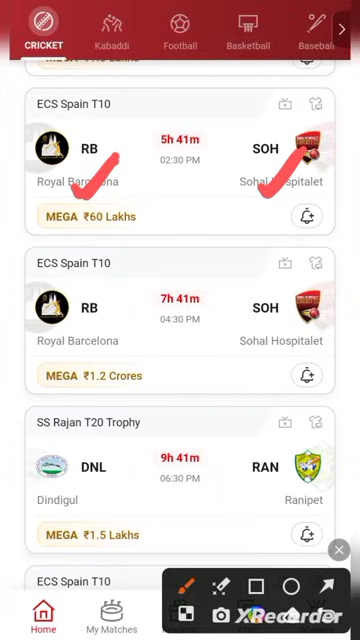 CRICKET
Kabaddi
Football
Basketball
Baseball
ECS Spain T10
RB
5h 41m
SOH
02:30 PM
Royal Barcelona
Sohal Hospitalet
MEGA ₹60 Lakhs
ECS Spain T10
RB
7h 41m
SOH
04:30 PM
Royal Barcelona
Sohal Hospitalet
MEGA ₹1.2 Crores
SS Rajan T20 Trophy
DNL
9h 41m
RAN
06:30 PM
Dindigul
Ranipet
MEGA ₹1.5 Lakhs
ECS Spain T10
XRecorder
Home
My Matches